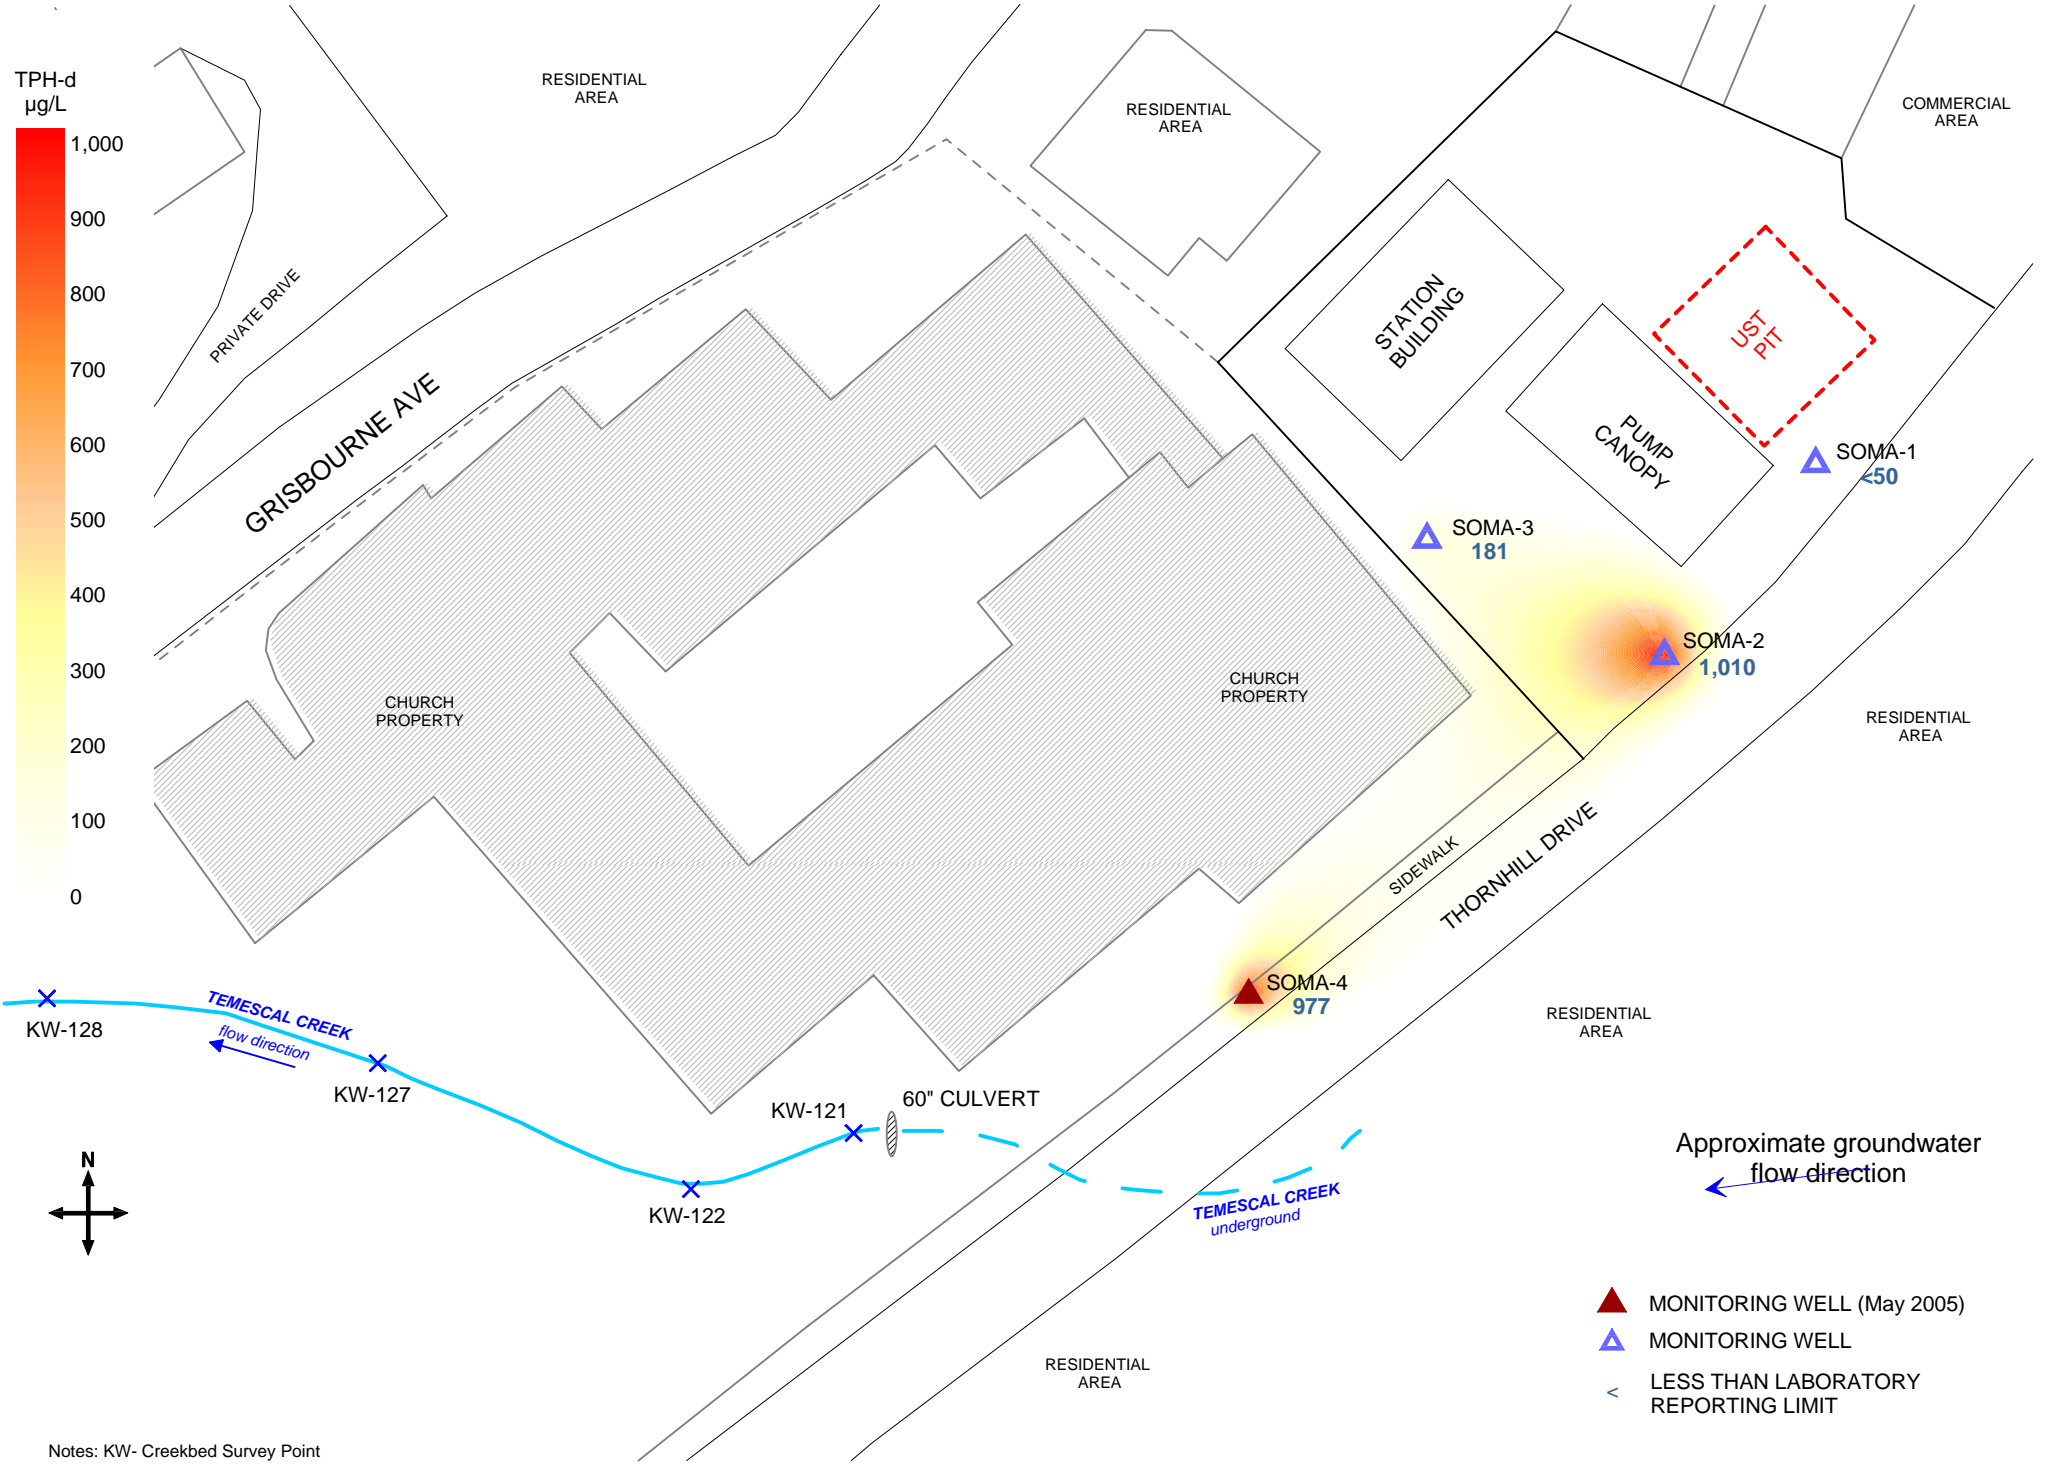 TPH-d
µg/L
1,000
900
800
700
600
500
400
300
200
100
0
RESIDENTIAL
AREA
RESIDENTIAL
AREA
COMMERCIAL
AREA
PRIVATE DRIVE
GRISBOURNE AVE
STATION
BUILDING
UST
PIT
PUMP
CANOPY
SOMA-1
<50
SOMA-3
181
SOMA-2
1,010
CHURCH
PROPERTY
CHURCH
PROPERTY
RESIDENTIAL
AREA
SIDEWALK
THORNHILL DRIVE
SOMA-4
977
RESIDENTIAL
AREA
TEMESCAL CREEK
flow direction
KW-128
KW-127
KW-121
60" CULVERT
KW-122
TEMESCAL CREEK
underground
N
Approximate groundwater
flow direction
RESIDENTIAL
AREA
MONITORING WELL (May 2005)
MONITORING WELL
< LESS THAN LABORATORY
REPORTING LIMIT
Notes: KW- Creekbed Survey Point